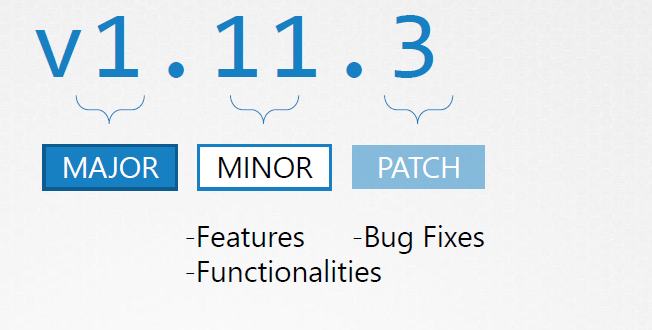 v1.11.3
MAJOR MINOR PATCH
-Features -Bug Fixes
-Functionalities